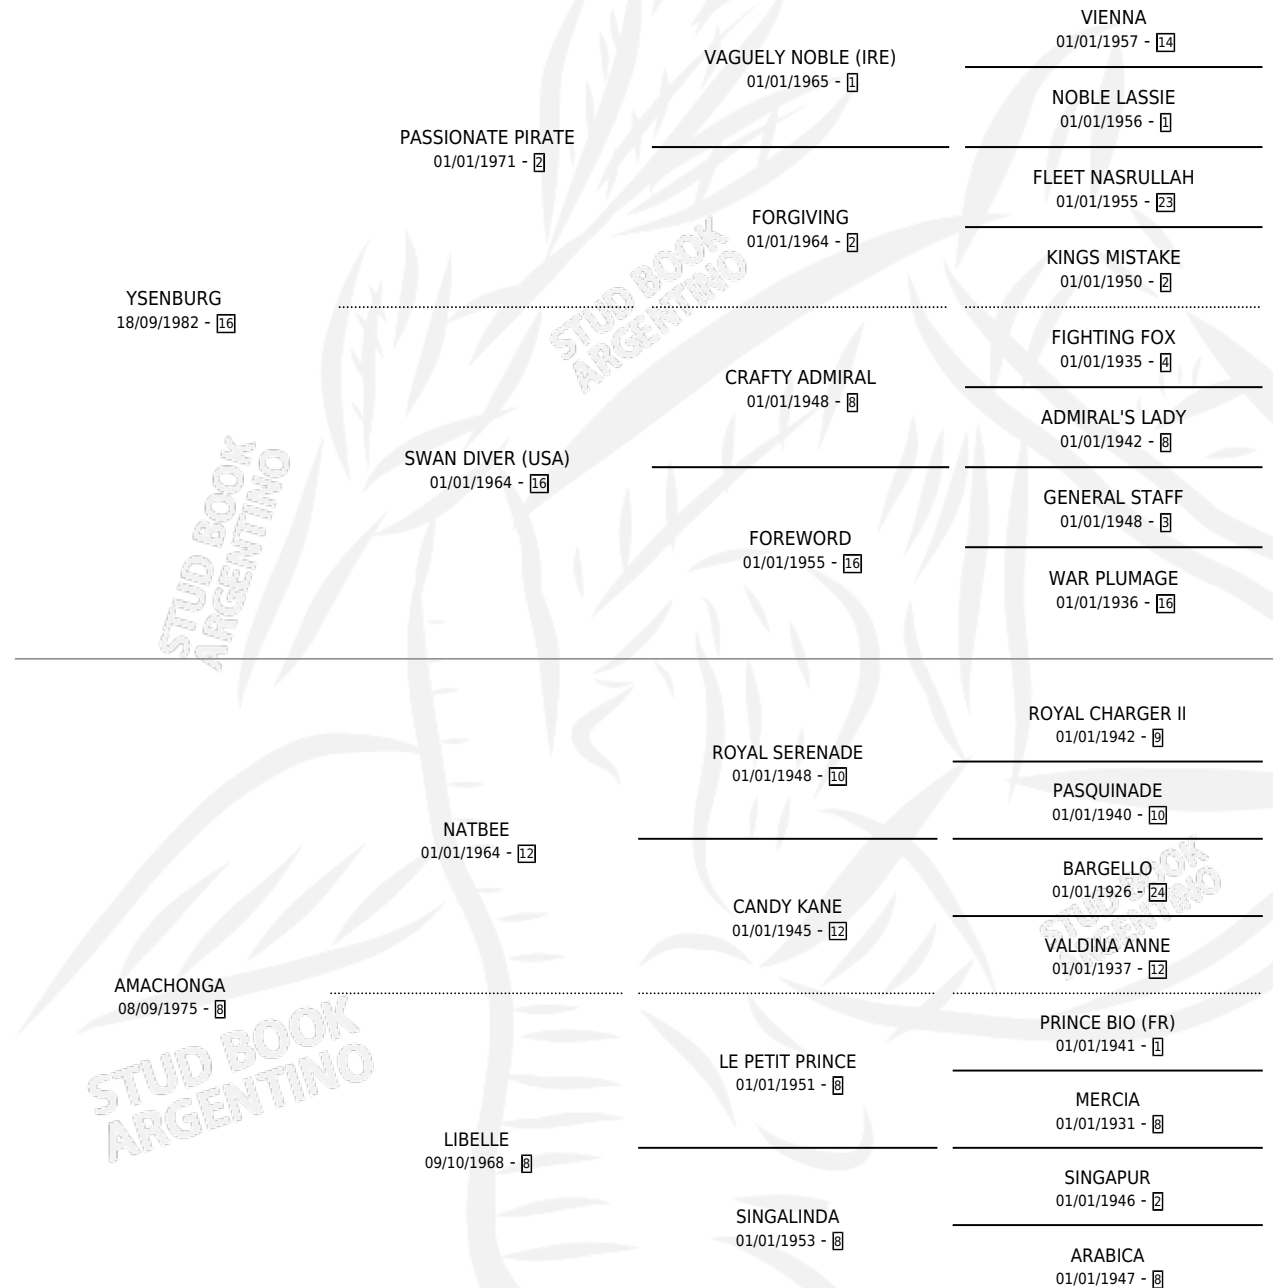 VIENNA
01/01/1957 - 14
VAGUELY NOBLE (IRE)
01/01/1965 - 1
NOBLE LASSIE
01/01/1956 - 1
PASSIONATE PIRATE
01/01/1971 - 2
FLEET NASRULLAH
01/01/1955 - 23
FORGIVING
01/01/1964 - 2
KINGS MISTAKE
01/01/1950 - 2
YSENBURG
18/09/1982 - 16
FIGHTING FOX
01/01/1935 - 4
CRAFTY ADMIRAL
01/01/1948 - 8
ADMIRAL'S LADY
01/01/1942 - 8
SWAN DIVER (USA)
01/01/1964 - 16
GENERAL STAFF
01/01/1948 - 3
FOREWORD
01/01/1955 - 16
WAR PLUMAGE
01/01/1936 - 16
ROYAL CHARGER II
01/01/1942 - 9
ROYAL SERENADE
01/01/1948 - 10
PASQUINADE
01/01/1940 - 10
NATBEE
01/01/1964 - 12
BARGELLO
01/01/1926 - 24
CANDY KANE
01/01/1945 - 12
VALDINA ANNE
01/01/1937 - 12
AMACHONGA
08/09/1975 - 8
PRINCE BIO (FR)
01/01/1941 - 1
LE PETIT PRINCE
01/01/1951 - 8
MERCIA
01/01/1931 - 8
LIBELLE
09/10/1968 - 8
SINGAPUR
01/01/1946 - 2
SINGALINDA
01/01/1953 - 8
ARABICA
01/01/1947 - 8
STUD BOOK
ARGENTINO
STUD BOOK
ARGENTINO
STUD BOOK
ARGENTINO
STUD BOOK
ARGENTINO